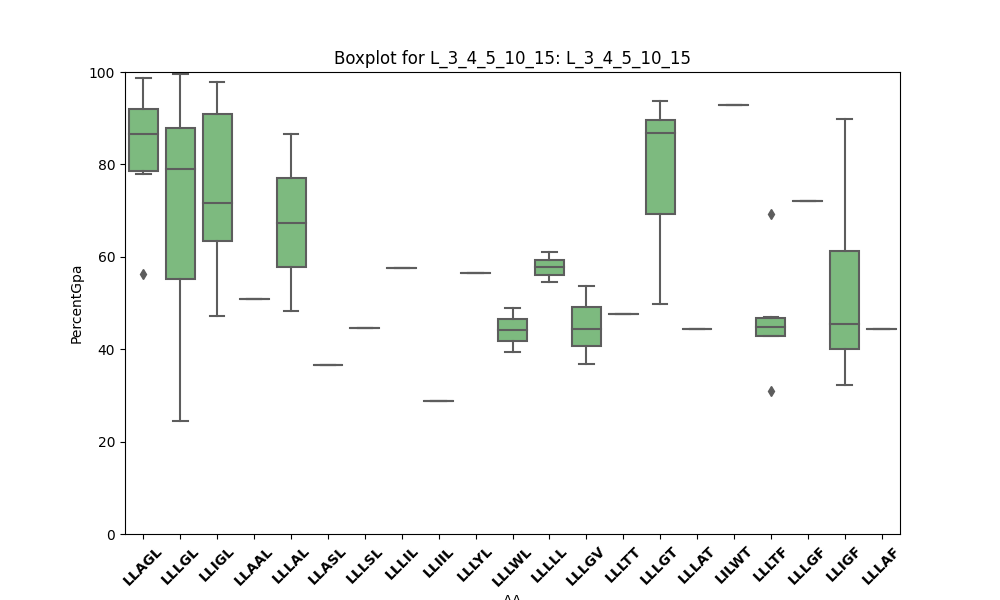 Boxplot for L_3_4_5_10_15: L_3_4_5_10_15
100
80
60
40
20
0
PercentGpa
LLAGL
LLLGL
LLIGL
LLAAL
LLLAL
LLASL
LLLSL
LLLIL
LLIIL
LLLYL
LLLWL
LLLLL
LLLGV
LLLTT
LLLGT
LLLAT
LILWT
LLLTF
LLLGF
LLIGF
LLLAF
AA